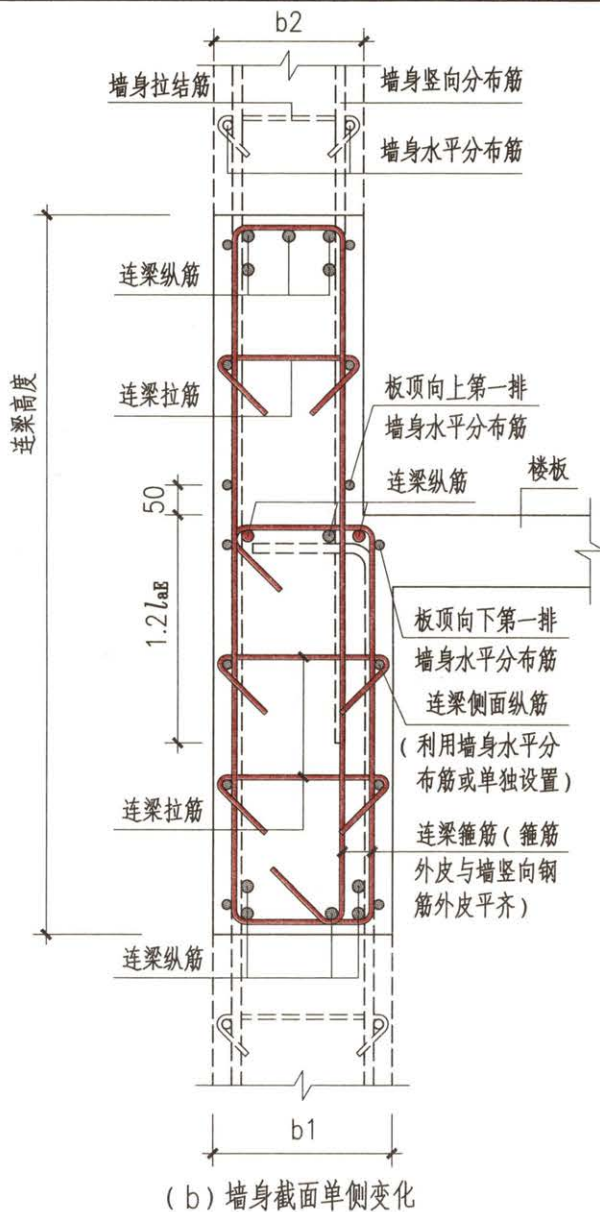 b2
墙身拉结筋
墙身竖向分布筋
墙身水平分布筋
连梁纵筋
连梁拉筋
连梁高度
板顶向上第一排
墙身水平分布筋
楼板
连梁纵筋
50
1.2laE
板顶向下第一排
墙身水平分布筋
连梁侧面纵筋
(利用墙身水平分
布筋或单独设置)
连梁拉筋
连梁箍筋(箍筋
外皮与墙竖向钢
筋外皮平齐)
连梁纵筋
b1
(b)墙身截面单侧变化